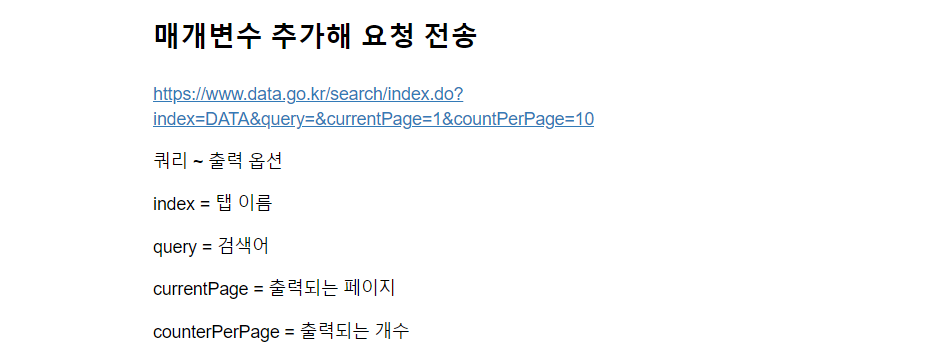 매개변수 추가해 요청 전송
https://www.data.go.kr/search/index.do?
index=DATA&query=&currentPage=1&countPerPage=10
쿼리 ~ 출력 옵션
index = 탭 이름
query = 검색어
currentPage = 출력되는 페이지
counterPerPage = 출력되는 개수